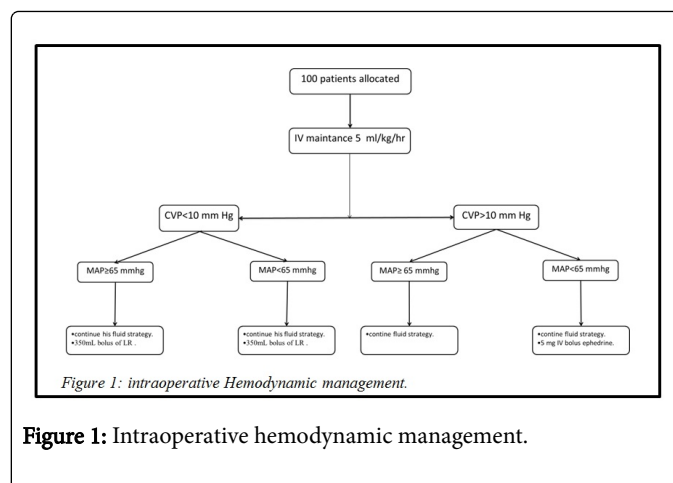 100 patients allocated
IV maintance 5 ml/kg/hr
CVP<10 mm Hg
CVP>10 mm Hg
MAP≥65 mmhg
MAP<65 mmhg
MAP≥ 65 mmhg
MAP<65 mmhg
•continue his fluid strategy.
•350mL bolus of LR .
•continue his fluid strategy.
•350mL bolus of LR .
•contine fluid strategy.
•contine fluid strategy.
•5 mg IV bolus ephedrine.
Figure 1: intraoperative Hemodynamic management.
Figure 1: Intraoperative hemodynamic management.